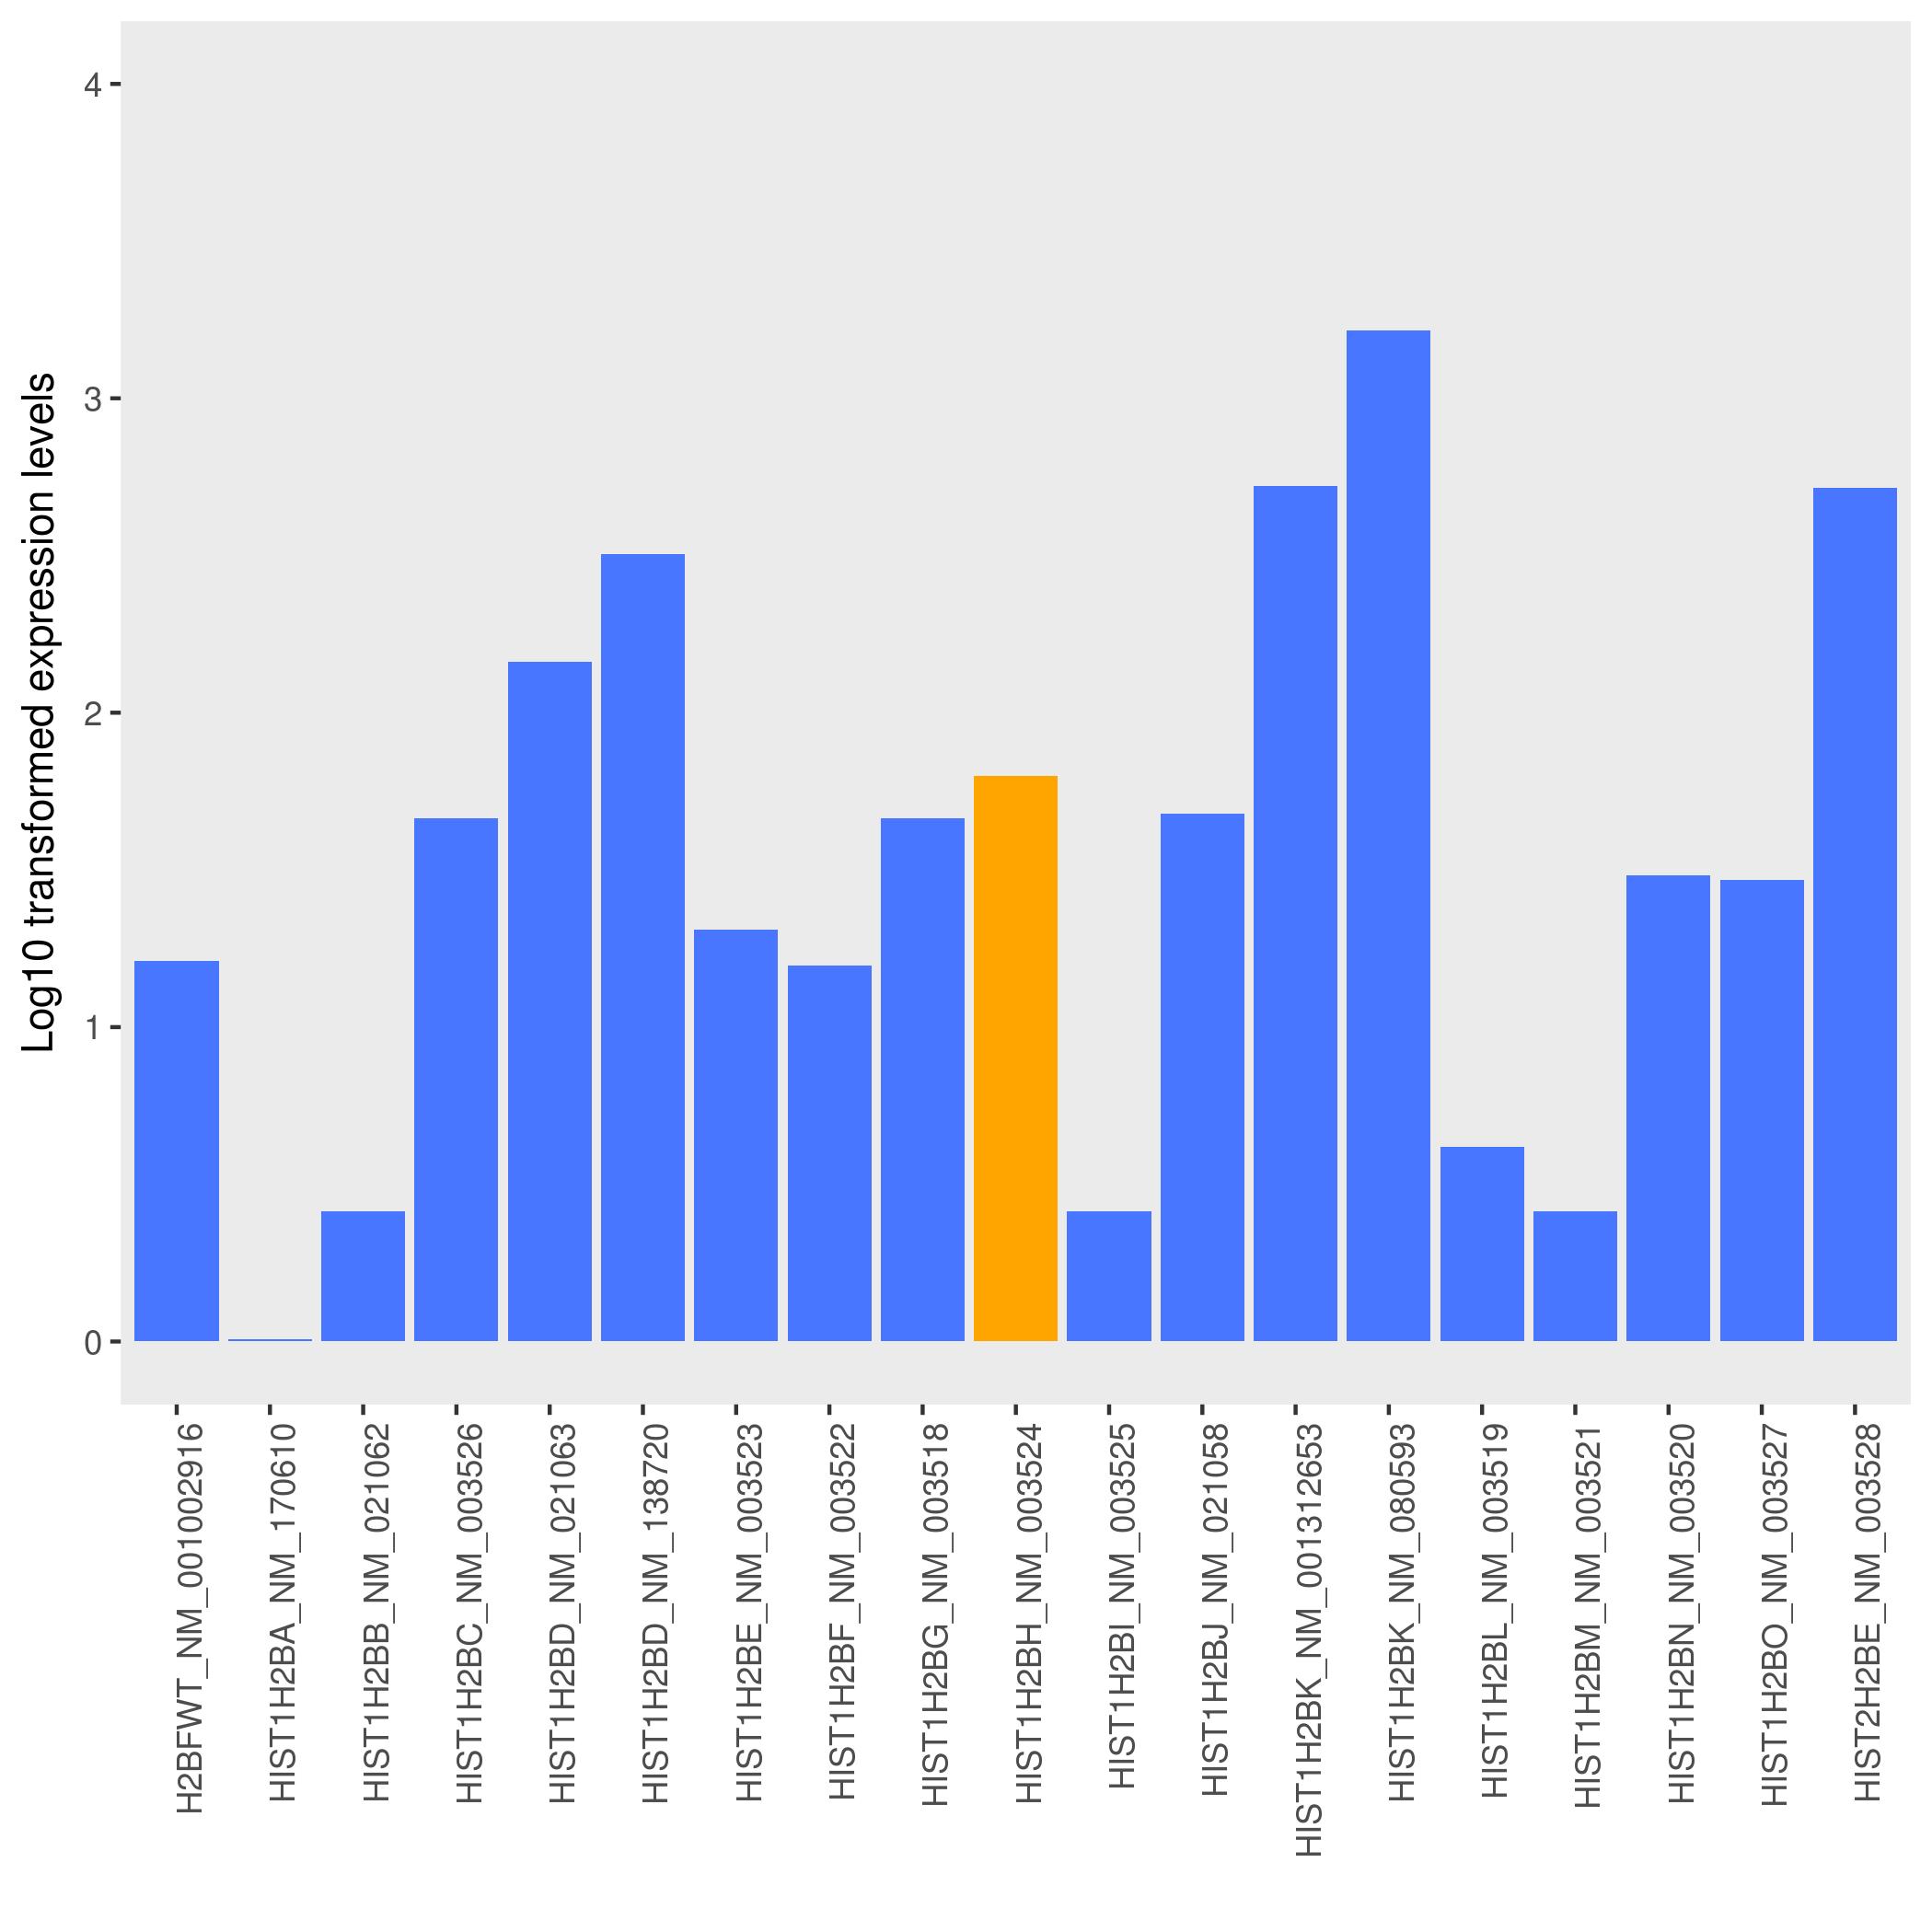 Log10 transformed expression levels
4
3
2
1
0
H2BFWT_NM_001002916
HIST1H2BA_NM_170610
HIST1H2BB_NM_021062
HIST1H2BC_NM_003526
HIST1H2BD_NM_021063
HIST1H2BD_NM_138720
HIST1H2BE_NM_003523
HIST1H2BF_NM_003522
HIST1H2BG_NM_003518
HIST1H2BH_NM_003524
HIST1H2BI_NM_003525
HIST1H2BJ_NM_021058
HIST1H2BK_NM_001312653
HIST1H2BK_NM_080593
HIST1H2BL_NM_003519
HIST1H2BM_NM_003521
HIST1H2BN_NM_003520
HIST1H2BO_NM_003527
HIST2H2BE_NM_003528